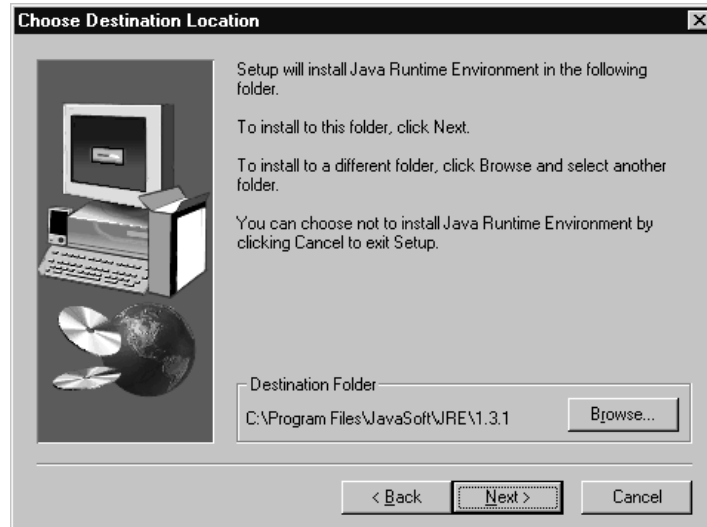 Choose Destination Location
Setup will install Java Runtime Environment in the following
folder.
To install to this folder, click Next.
To install to a different folder, click Browse and select another
folder.
You can choose not to install Java Runtime Environment by
clicking Cancel to exit Setup.
Destination Folder
C:\Program Files\JavaSoft\JRE\1.3.1
Browse...
< Back
Next >
Cancel